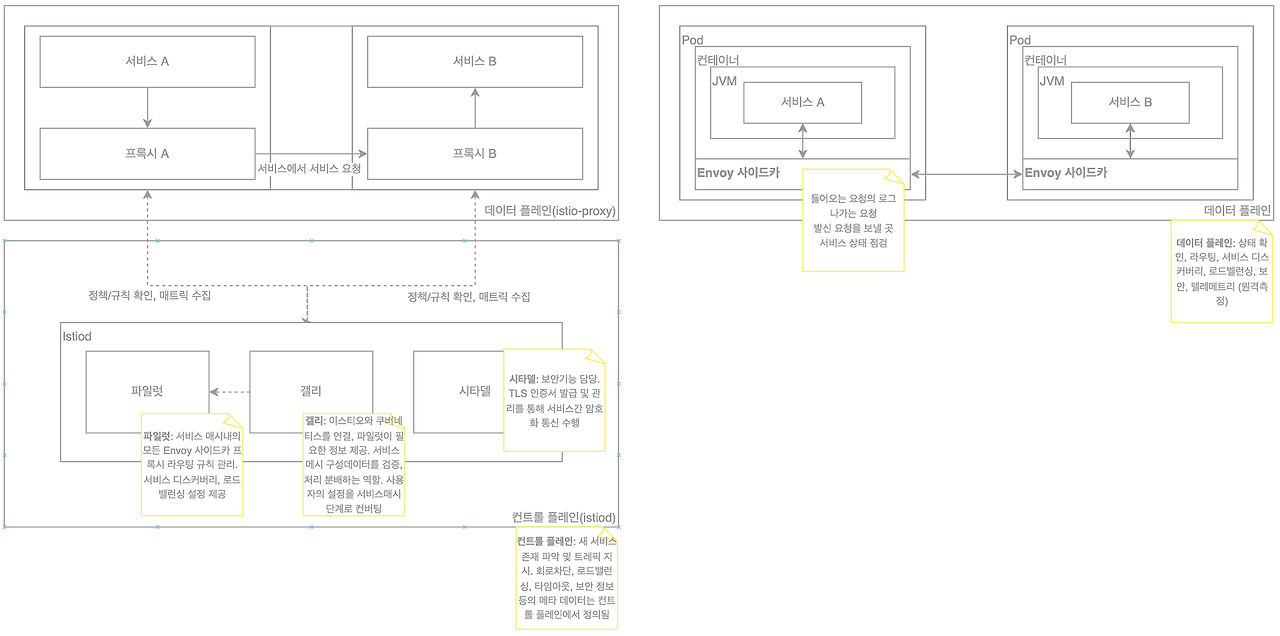 서비스 A
서비스 B
프록시 A
프록시 B
서비스에서 서비스 요청
데이터 플레인(istio-proxy)
정책/규칙 확인, 매트릭 수집
정책/규칙 확인, 매트릭 수집
Istiod
파일럿
갤리
시타델
시타델: 보안기능 담당.
TLS 인증서 발급 및 관
리를 통해 서비스간 암호
화 통신 수행
파일럿: 서비스 매시내의
모든 Envoy 사이드카 프
록시 라우팅 규칙 관리.
서비스 디스커버리, 로드
밸런싱 설정 제공
갤리: 이스티오와 쿠버네
티스를 연결, 파일럿이 필
요한 정보 제공. 서비스
메시 구성데이터를 검증,
처리 분배하는 역할. 사용
자의 설정을 서비스매시
단계로 컨버팅
컨트롤 플레인(istiod)
컨트롤 플레인: 새 서비스
존재 파악 및 트레픽 지
시. 회로차단, 로드밸런
싱, 타임아웃, 보안 정보
등의 메타 데이터는 컨트
롤 플레인에서 정의됨
Pod
컨테이너
JVM
서비스 A
Envoy 사이드카
Pod
컨테이너
JVM
서비스 B
Envoy 사이드카
들어오는 요청의 로그
나가는 요청
발신 요청을 보낼 곳
서비스 상태 점검
데이터 플레인
데이터 플레인: 상태 확
인, 라우팅, 서비스 디스
커버리, 로드벨런싱, 보
안, 텔레메트리 (원격측
정)